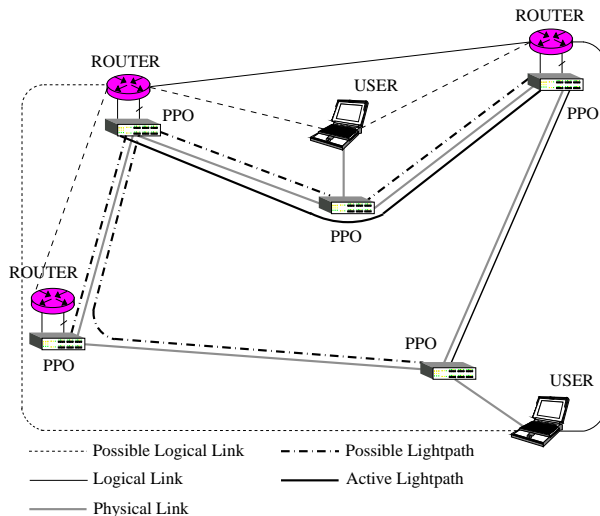 ROUTER
ROUTER
USER
PPO
PPO
PPO
ROUTER
PPO
PPO
USER
Possible Logical Link
Possible Lightpath
Logical Link
Active Lightpath
Physical Link